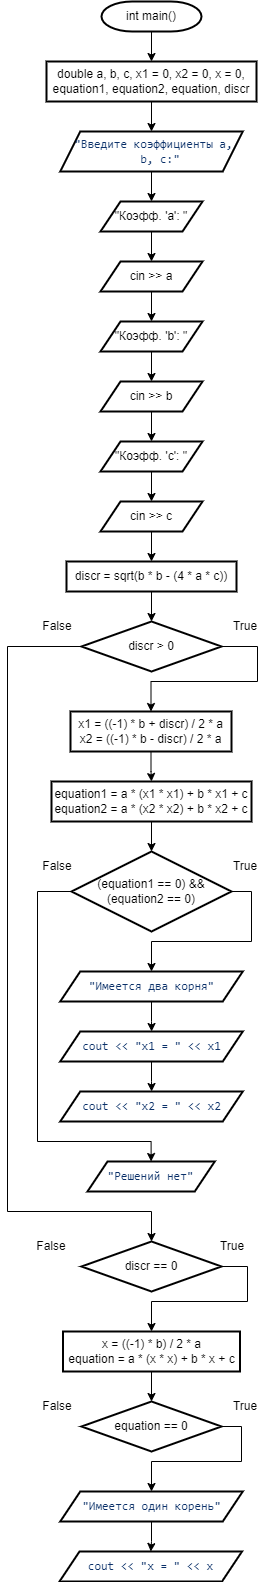 int main()
double a, b, c, x1 = 0, x2 = 0, x = 0,
equation1, equation2, equation, discr
"Введите коэффициенты a,
b, c:"
"Коэфф. 'a': "
cin >> a
"Коэфф. 'b': "
cin >> b
"Коэфф. 'c': "
cin >> c
discr = sqrt(b * b - (4 * a * c))
False
True
discr > 0
x1 = ((-1) * b + discr) / 2 * a
x2 = ((-1) * b - discr) / 2 * a
equation1 = a * (x1 * x1) + b * x1 + c
equation2 = a * (x2 * x2) + b * x2 + c
False
True
(equation1 == 0) &&
(equation2 == 0)
"Имеется два корня"
cout << "x1 = " << x1
cout << "x2 = " << x2
"Решений нет"
False
True
discr == 0
x = ((-1) * b) / 2 * a
equation = a * (x * x) + b * x + c
False
True
equation == 0
"Имеется один корень"
cout << "x = " << x